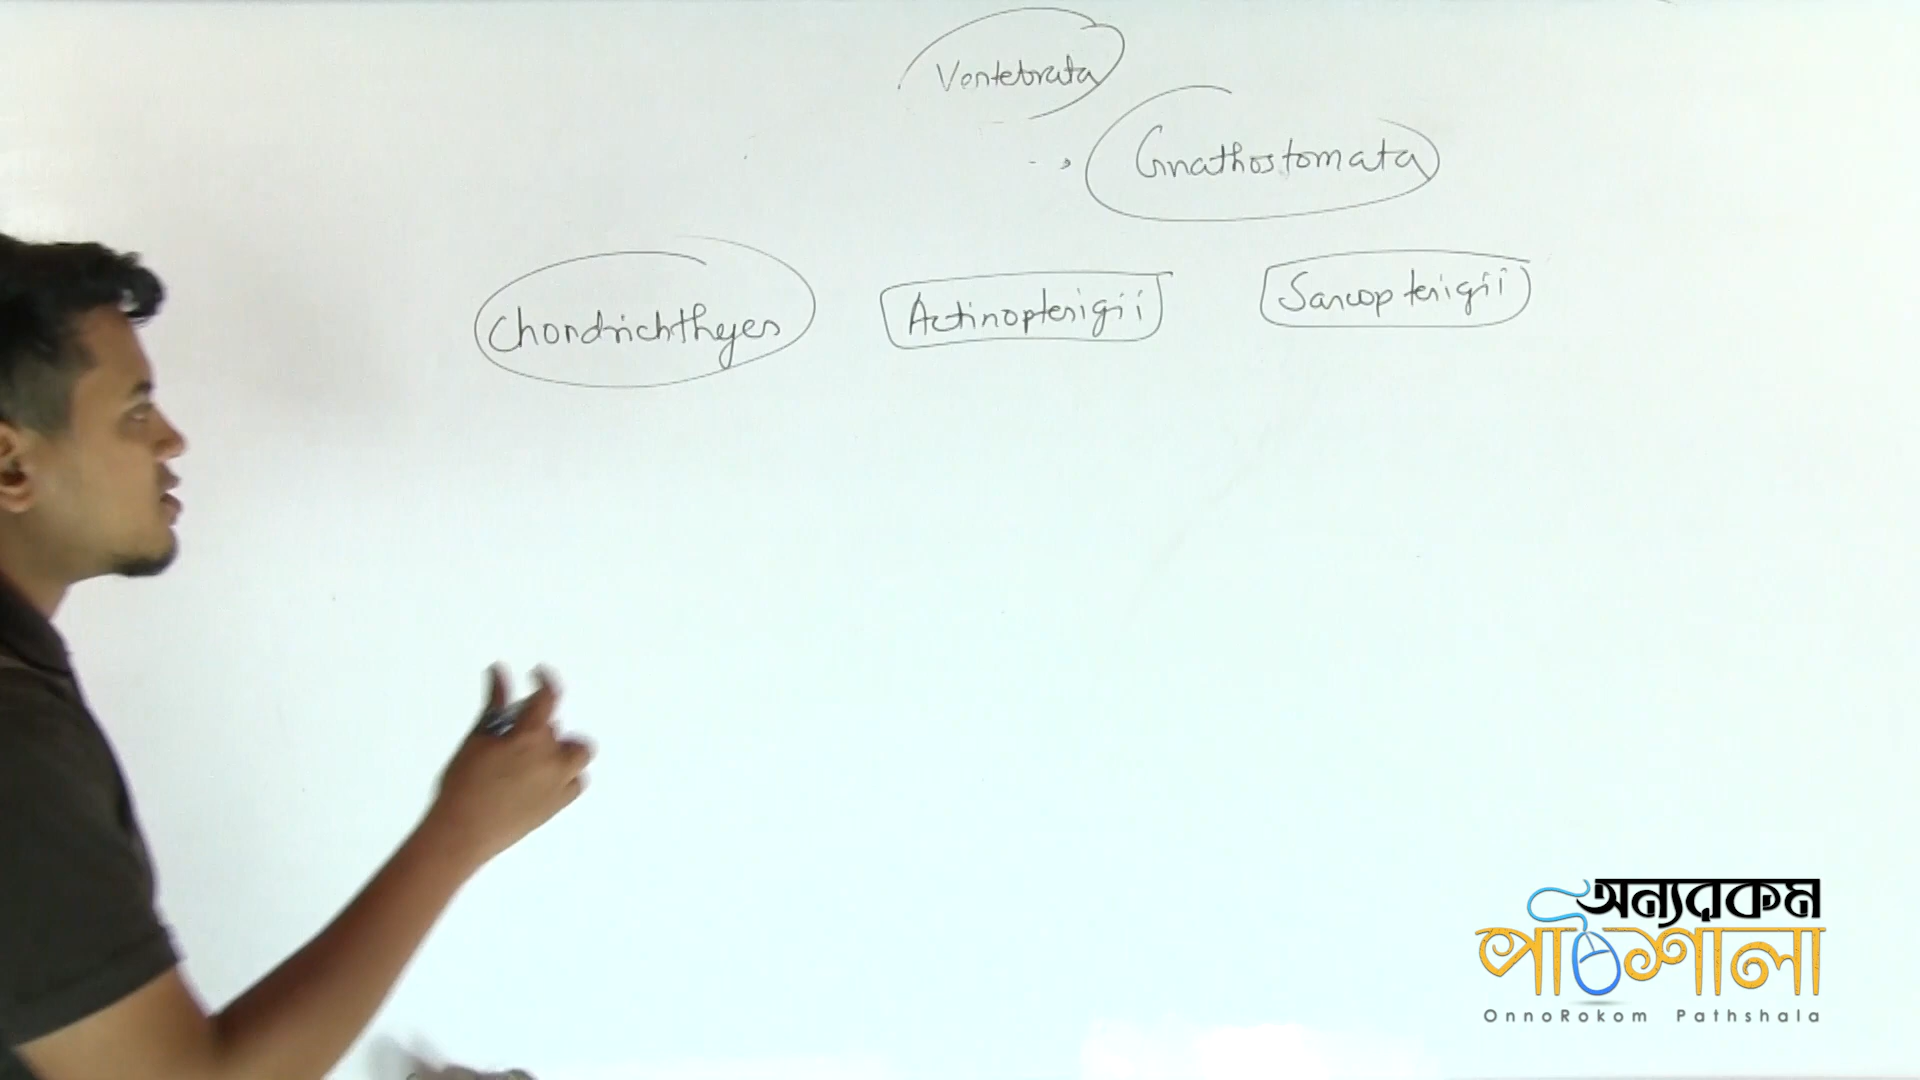 Vertebrata
Gnathostomata
Chondrichthyes
Actinopterigii
Sarcopterigii
অন্যরকম
পাঠশালা
OnnoRokom Pathshala